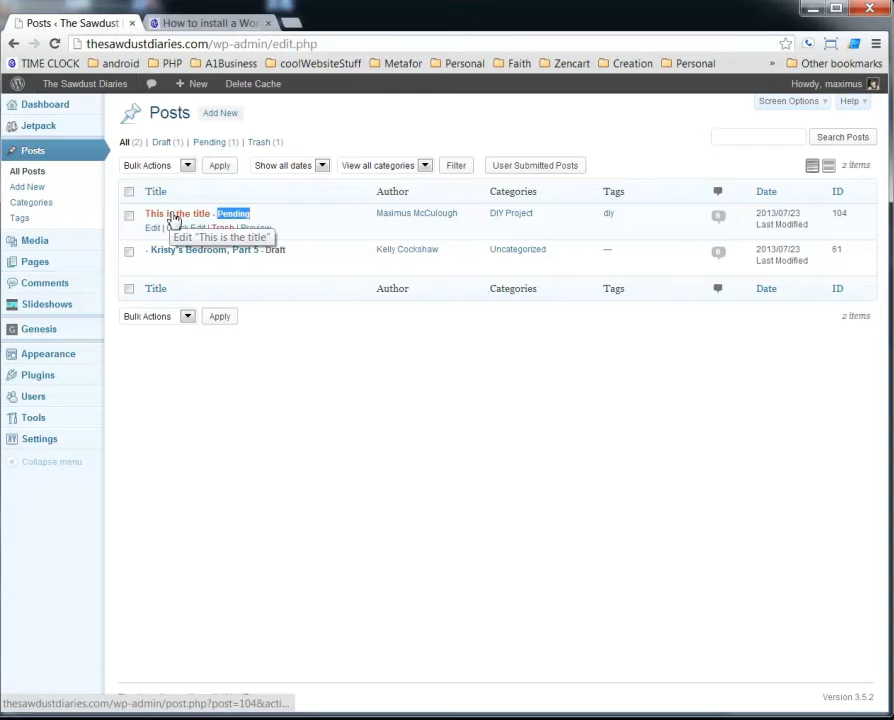 Posts ‹ The Sawdust D
How to install a Wor
thesawdustdiaries.com/wp-admin/edit.php
TIME CLOCK android PHP A1Business coolWebsiteStuff Metafor Personal Faith Zencart Creation Personal » Other bookmarks
The Sawdust Diaries + New Delete Cache Howdy, maximus
Dashboard
Jetpack
Posts
All Posts
Add New
Categories
Tags
Media
Pages
Comments
Slideshows
Genesis
Appearance
Plugins
Users
Tools
Settings
Collapse menu
Posts Add New
Screen Options Help
All (2) | Draft (1) | Pending (1) | Trash (1)
Search Posts
Bulk Actions Apply Show all dates View all categories Filter User Submitted Posts 2 items
Title Author Categories Tags Date ID
This is the title - Pending Maximus McCulough DIY Project diy 0 2013/07/23 104
Last Modified
Edit | Quick Edit | Trash | Preview
Edit "This is the title"
- Kristy's Bedroom, Part 5 - Draft Kelly Cockshaw Uncategorized — 0 2013/07/23 61
Last Modified
Title Author Categories Tags Date ID
Bulk Actions Apply 2 items
Version 3.5.2
thesawdustdiaries.com/wp-admin/post.php?post=104&acti...